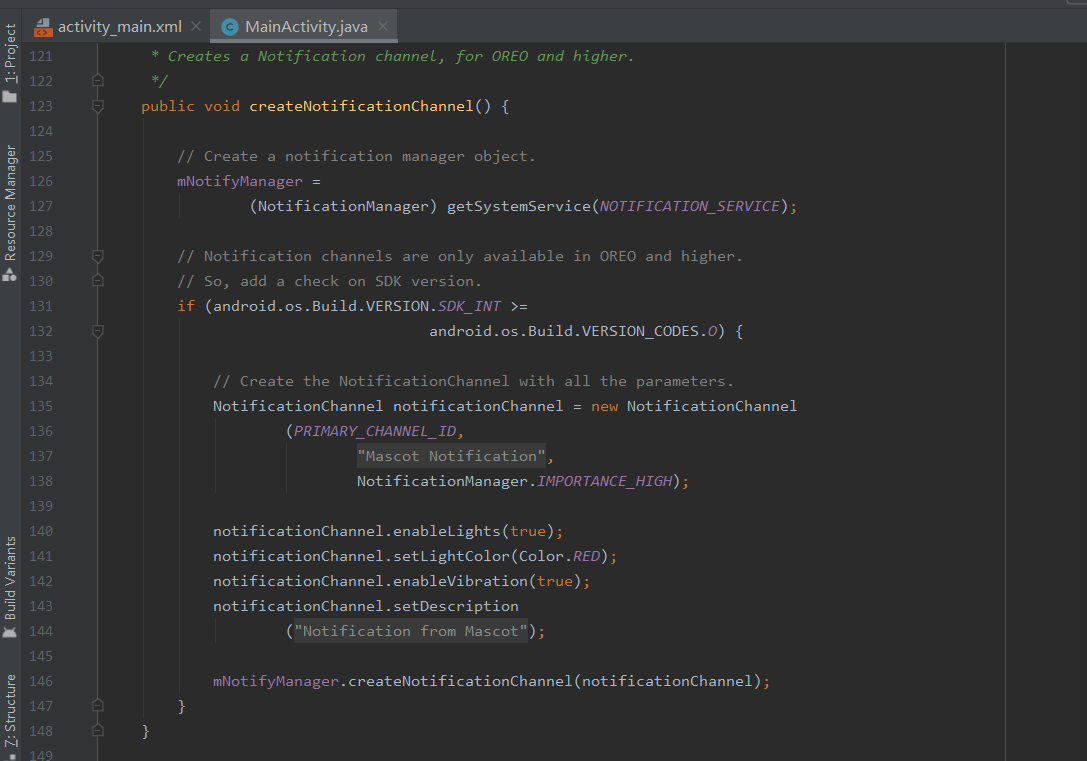 activity_main.xml
MainActivity.java
1: Project
Resource Manager
Build Variants
Z: Structure
121 * Creates a Notification channel, for OREO and higher.
122 */
123 public void createNotificationChannel() {
124
125 // Create a notification manager object.
126 mNotifyManager =
127 (NotificationManager) getSystemService(NOTIFICATION_SERVICE);
128
129 // Notification channels are only available in OREO and higher.
130 // So, add a check on SDK version.
131 if (android.os.Build.VERSION.SDK_INT >=
132 android.os.Build.VERSION_CODES.O) {
133
134 // Create the NotificationChannel with all the parameters.
135 NotificationChannel notificationChannel = new NotificationChannel
136 (PRIMARY_CHANNEL_ID,
137 "Mascot Notification",
138 NotificationManager.IMPORTANCE_HIGH);
139
140 notificationChannel.enableLights(true);
141 notificationChannel.setLightColor(Color.RED);
142 notificationChannel.enableVibration(true);
143 notificationChannel.setDescription
144 ("Notification from Mascot");
145
146 mNotifyManager.createNotificationChannel(notificationChannel);
147 }
148 }
149